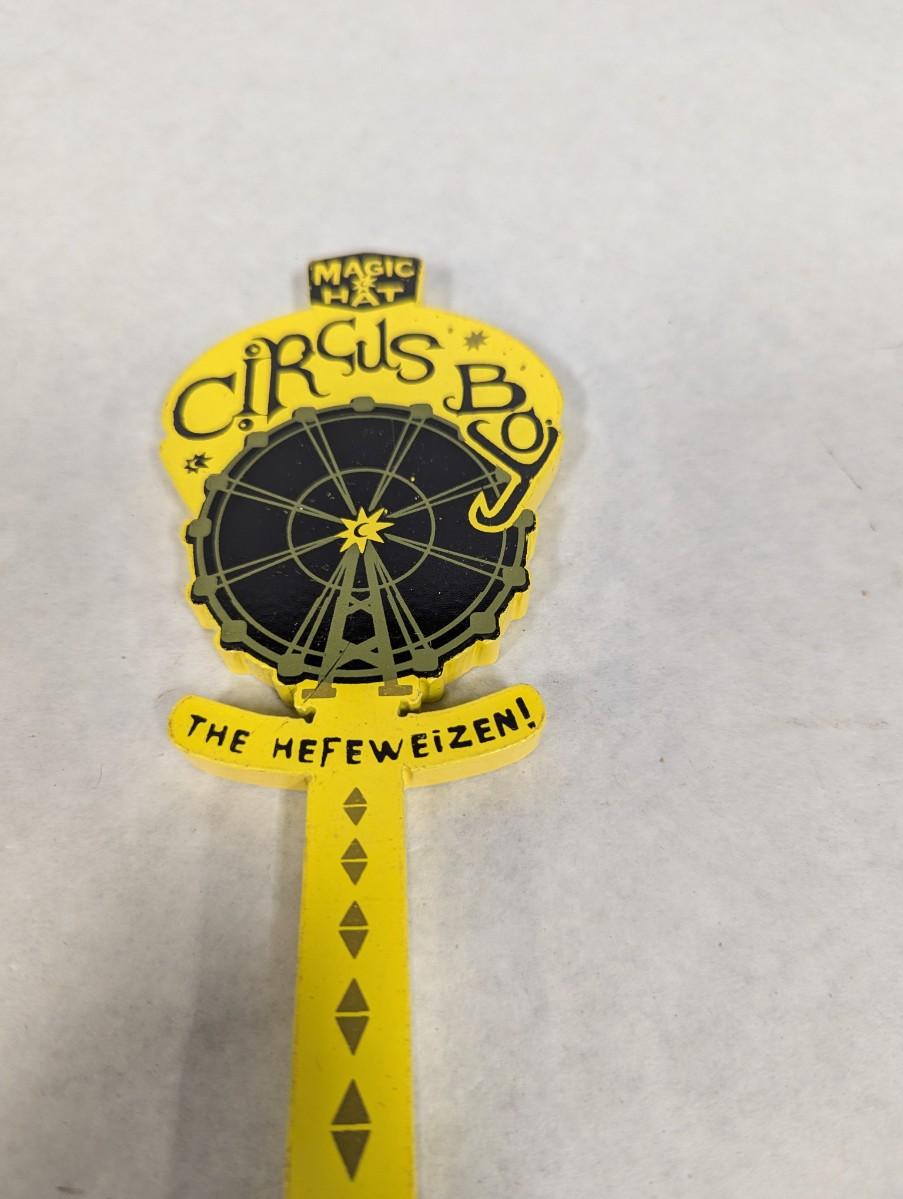 MAGIC
HAT
CiRCUS BOY
THE HEFEWEiZEN!